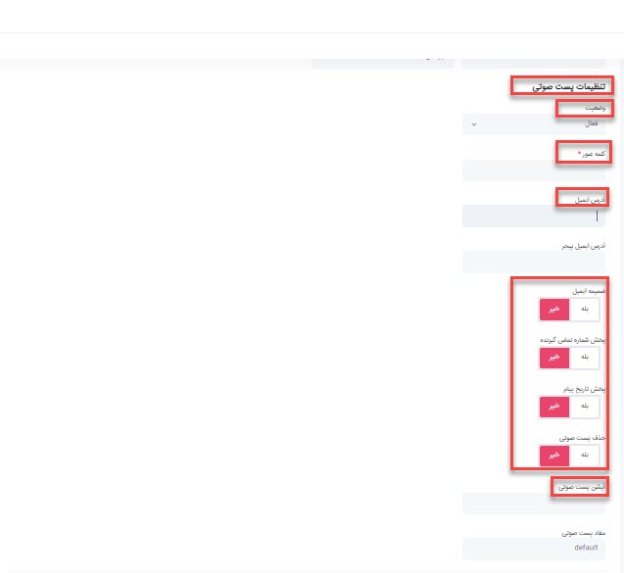 تنظیمات پست صوتی
وضعیت
فعال
کلمه عبور *
آدرس ایمیل
آدرس ایمیل پیجر
ضمیمه ایمیل
بله خیر
پخش شماره تماس گیرنده
بله خیر
پخش تاریخ پیام
بله خیر
حذف پست صوتی
بله خیر
آپشن پست صوتی
مفاد پست صوتی
default